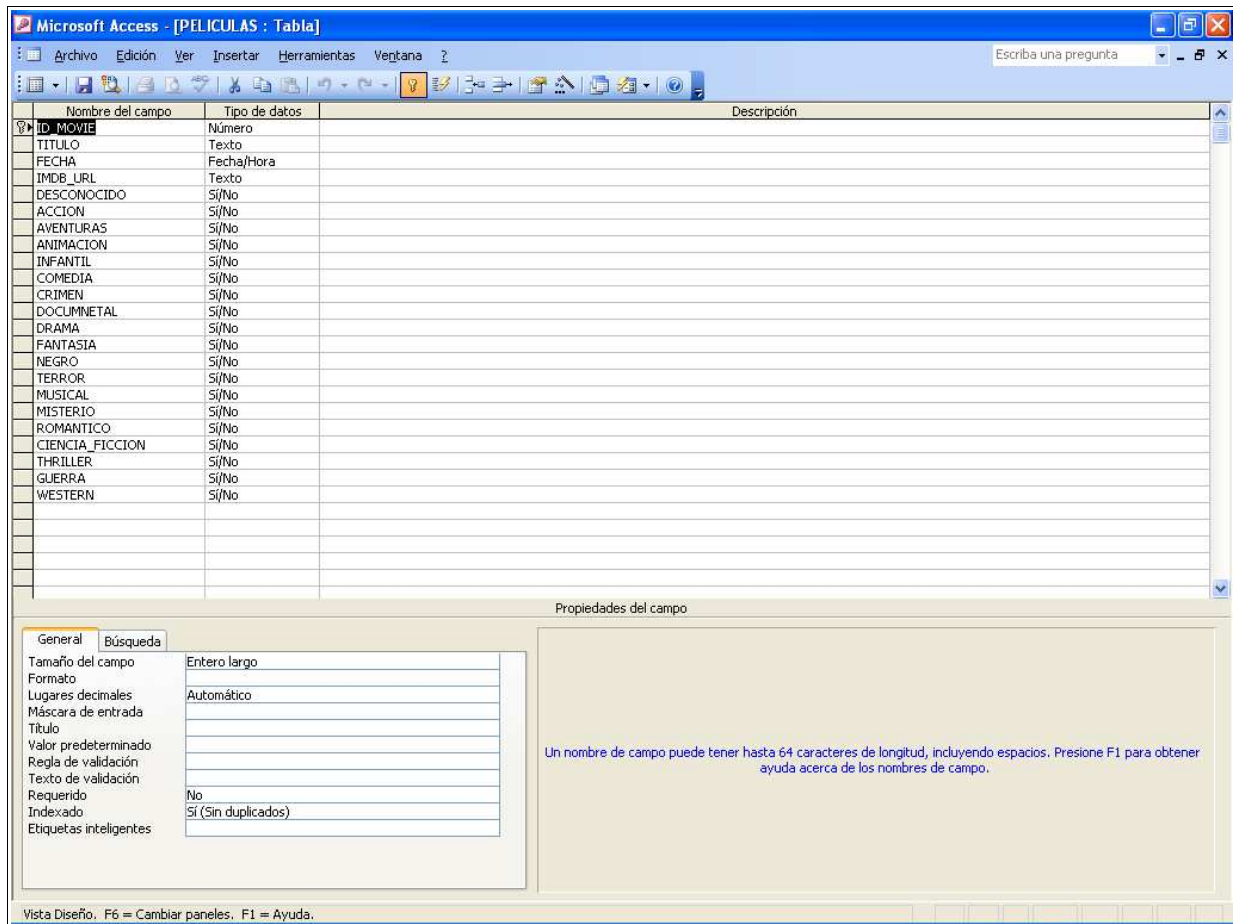 Microsoft Access - [PELICULAS : Tabla]
Archivo Edición Ver Insertar Herramientas Ventana ? Escriba una pregunta
Nombre del campo Tipo de datos Descripción
ID_MOVIE Número
TITULO Texto
FECHA Fecha/Hora
IMDB_URL Texto
DESCONOCIDO Sí/No
ACCION Sí/No
AVENTURAS Sí/No
ANIMACION Sí/No
INFANTIL Sí/No
COMEDIA Sí/No
CRIMEN Sí/No
DOCUMNETAL Sí/No
DRAMA Sí/No
FANTASIA Sí/No
NEGRO Sí/No
TERROR Sí/No
MUSICAL Sí/No
MISTERIO Sí/No
ROMANTICO Sí/No
CIENCIA_FICCION Sí/No
THRILLER Sí/No
GUERRA Sí/No
WESTERN Sí/No
Propiedades del campo
General Búsqueda
Tamaño del campo Entero largo
Formato
Lugares decimales Automático
Máscara de entrada
Título
Valor predeterminado
Regla de validación
Texto de validación
Requerido No
Indexado Sí (Sin duplicados)
Etiquetas inteligentes
Un nombre de campo puede tener hasta 64 caracteres de longitud, incluyendo espacios. Presione F1 para obtener
ayuda acerca de los nombres de campo.
Vista Diseño. F6 = Cambiar paneles. F1 = Ayuda.